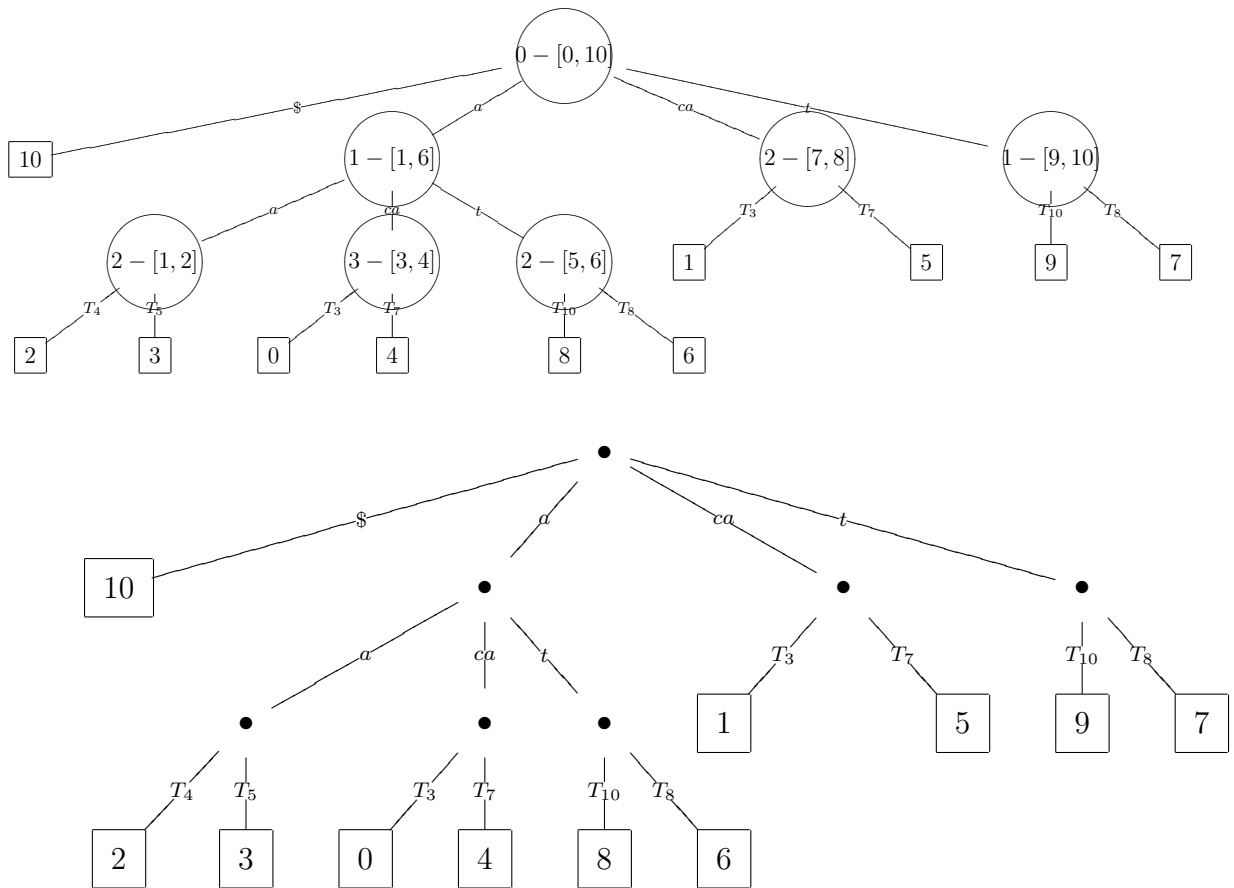 0 − [0, 10]
$ a ca t
10 1 − [1, 6] 2 − [7, 8] 1 − [9, 10]
a ca t T₃ T₇ T₁₀ T₈
2 − [1, 2] 3 − [3, 4] 2 − [5, 6] 1 5 9 7
T₄ T₅ T₃ T₇ T₁₀ T₈
2 3 0 4 8 6
$ a ca t
10
a ca t T₃ T₇ T₁₀ T₈
1 5 9 7
T₄ T₅ T₃ T₇ T₁₀ T₈
2 3 0 4 8 6